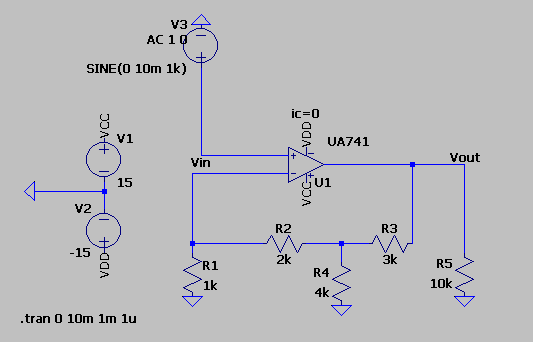 V3
AC 1 0
SINE(0 10m 1k)
ic=0
VDD
UA741
VCC
V1
Vin
Vout
U1
15
VCC
V2
R2
R3
-15
2k
3k
VDD
R1
R4
R5
1k
4k
10k
.tran 0 10m 1m 1u